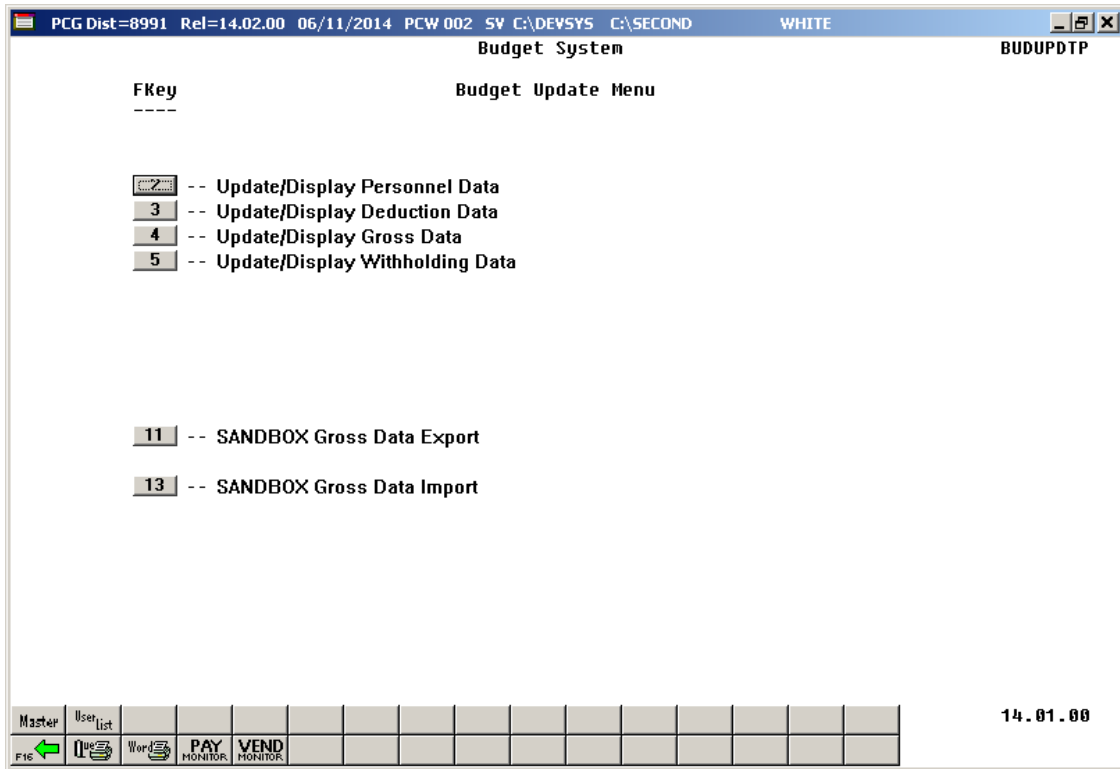 PCG Dist=8991 Rel=14.02.00 06/11/2014 PCW 002 SV C:\DEVSYS C:\SECOND WHITE
Budget System BUDUPDTP
FKey Budget Update Menu
----
2 -- Update/Display Personnel Data
3 -- Update/Display Deduction Data
4 -- Update/Display Gross Data
5 -- Update/Display Withholding Data
11 -- SANDBOX Gross Data Export
13 -- SANDBOX Gross Data Import
Master User List 14.01.00
F16 Que Word PAY MONITOR VEND MONITOR